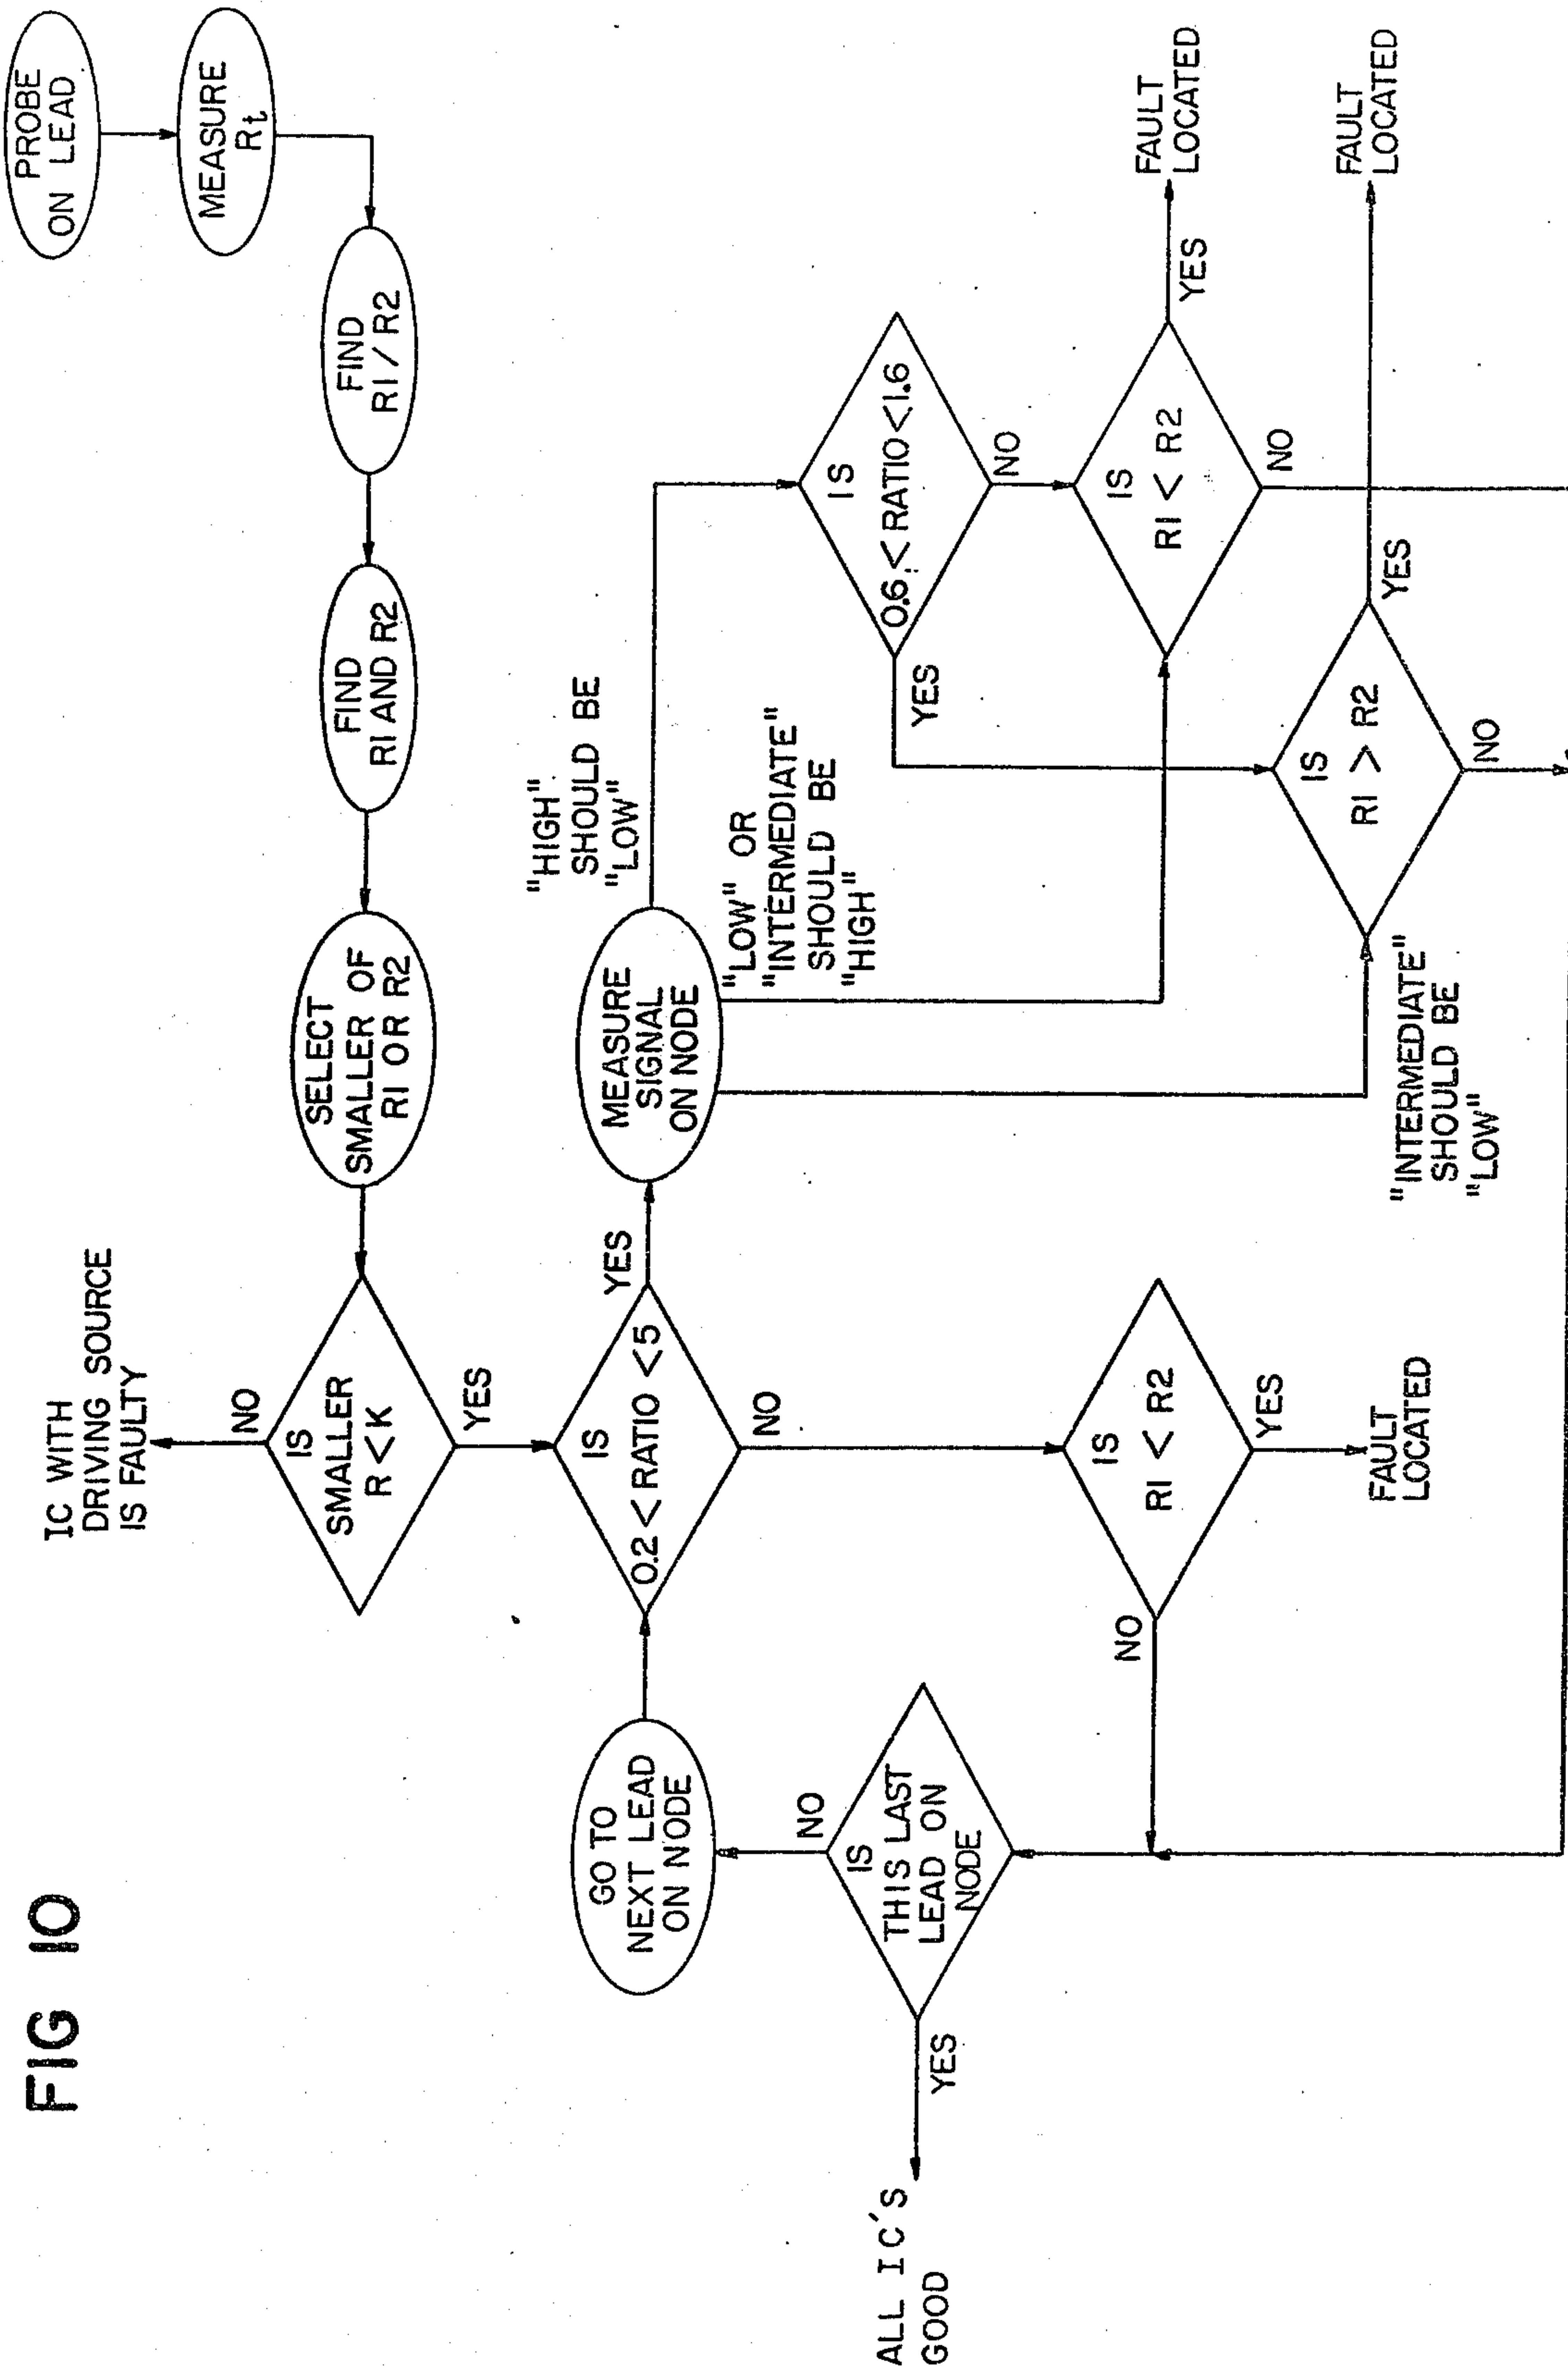 FIG 10
PROBE
ON LEAD
MEASURE
Rt
FIND
R1/R2
FIND
R1 AND R2
SELECT
SMALLER OF
R1 OR R2
IS
SMALLER
R<K
NO
IC WITH
DRIVING SOURCE
IS FAULTY
YES
IS
0.2<RATIO<5
YES
NO
MEASURE
SIGNAL
ON NODE
"HIGH"
SHOULD BE
"LOW"
"LOW" OR
"INTERMEDIATE"
SHOULD BE
"HIGH"
"INTERMEDIATE"
SHOULD BE
"LOW"
IS
0.6<RATIO<1.6
YES
NO
IS
R1 < R2
YES
FAULT
LOCATED
NO
IS
R1 > R2
YES
FAULT
LOCATED
NO
IS
R1 < R2
YES
FAULT
LOCATED
NO
IS
THIS LAST
LEAD ON
NODE
NO
GO TO
NEXT LEAD
ON NODE
YES
ALL IC'S
GOOD